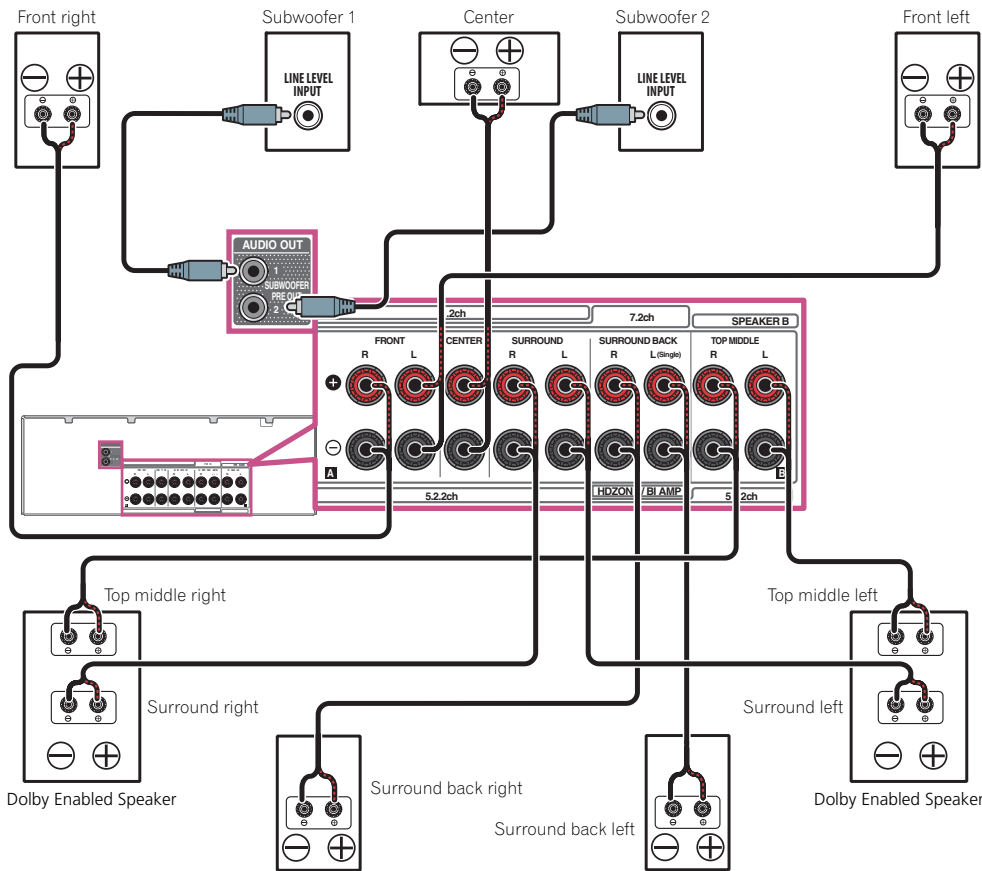 Front right
Subwoofer 1
Center
Subwoofer 2
Front left
LINE LEVEL
INPUT
LINE LEVEL
INPUT
AUDIO OUT
1
SUBWOOFER
PRE OUT
2
.2ch
7.2ch
SPEAKER B
FRONT
CENTER
SURROUND
SURROUND BACK
TOP MIDDLE
R L R L R L (Single) R L
A
B
5.2.2ch
HDZON / BI AMP
5 2ch
Top middle right
Top middle left
Surround right
Surround left
Dolby Enabled Speaker
Dolby Enabled Speaker
Surround back right
Surround back left